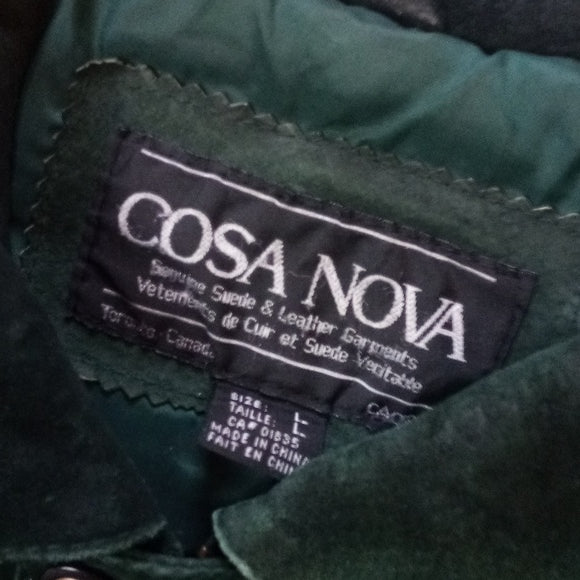 COSA NOVA
Genuine Suede & Leather Garments
Vetements de Cuir et Suede Veritable
Toronto Canada
SIZE: L
TAILLE: L
CA# 01835
MADE IN CHINA
FAIT EN CHIN